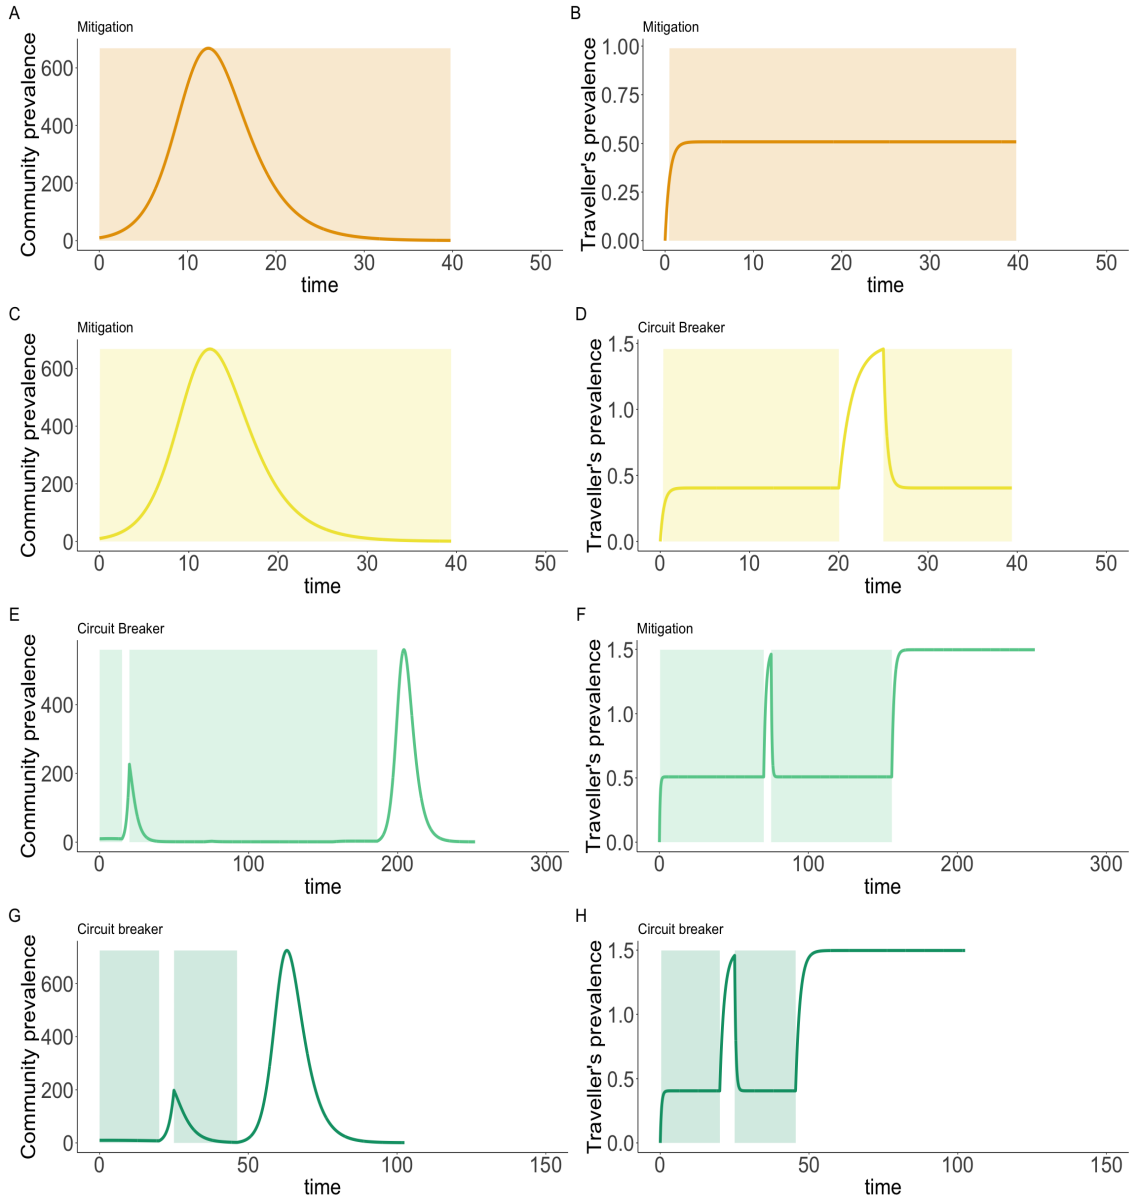 A
Mitigation
Community prevalence
600
400
200
0
0 10 20 30 40 50
time
B
Mitigation
Traveller's prevalence
1.00
0.75
0.50
0.25
0.00
0 10 20 30 40 50
time
C
Mitigation
Community prevalence
600
400
200
0
0 10 20 30 40 50
time
D
Circuit Breaker
Traveller's prevalence
1.5
1.0
0.5
0.0
0 10 20 30 40 50
time
E
Circuit Breaker
Community prevalence
400
200
0
0 100 200 300
time
F
Mitigation
Traveller's prevalence
1.5
1.0
0.5
0.0
0 100 200 300
time
G
Circuit breaker
Community prevalence
600
400
200
0
0 50 100 150
time
H
Circuit breaker
Traveller's prevalence
1.5
1.0
0.5
0.0
0 50 100 150
time